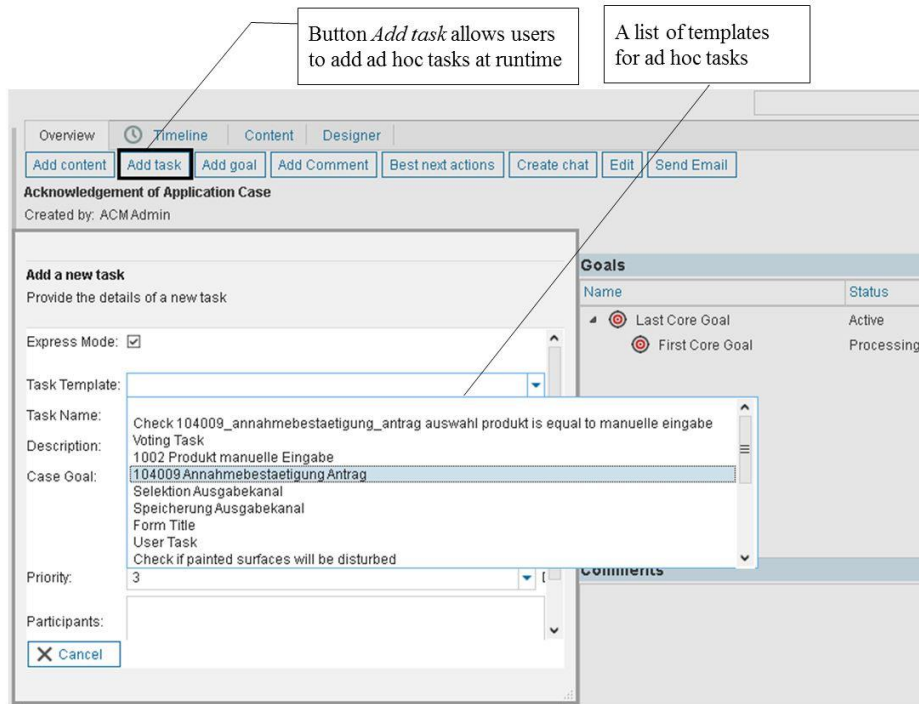 Button Add task allows users
to add ad hoc tasks at runtime
A list of templates
for ad hoc tasks
Overview Timeline Content Designer
Add content Add task Add goal Add Comment Best next actions Create chat Edit Send Email
Acknowledgement of Application Case
Created by: ACM Admin
Add a new task
Provide the details of a new task
Express Mode:
Task Template:
Task Name:
Description:
Case Goal:
Check 104009_annahmebestaetigung_antrag auswahl produkt is equal to manuelle eingabe
Voting Task
1002 Produkt manuelle Eingabe
104009 Annahmebestaetigung Antrag
Selektion Ausgabekanal
Speicherung Ausgabekanal
Form Title
User Task
Check if painted surfaces will be disturbed
Priority: 3
Participants:
Cancel
Goals
Name Status
Last Core Goal Active
First Core Goal Processing
Comments